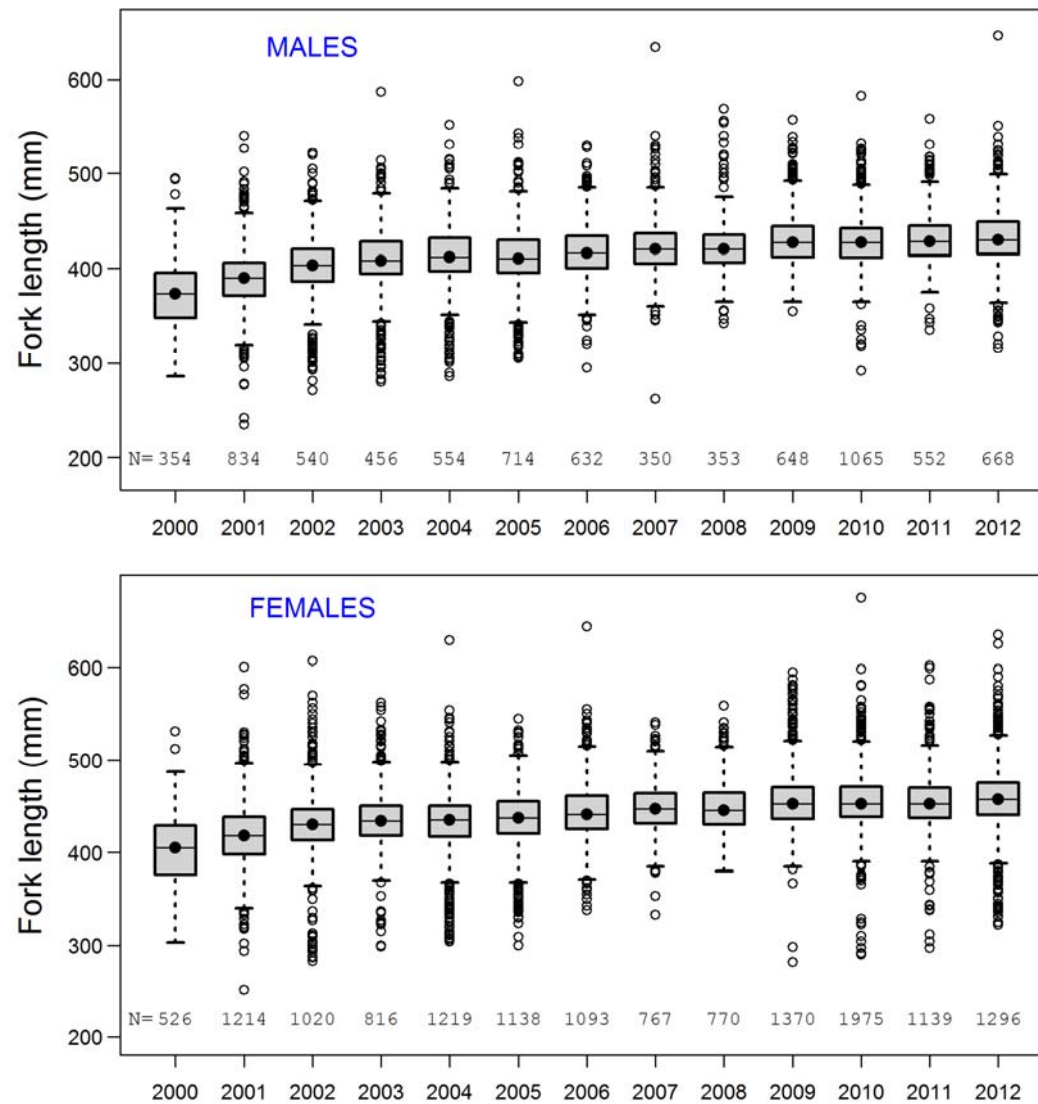 MALES
Fork length (mm)
600
500
400
300
200
N= 354 834 540 456 554 714 632 350 353 648 1065 552 668
2000 2001 2002 2003 2004 2005 2006 2007 2008 2009 2010 2011 2012
FEMALES
Fork length (mm)
600
500
400
300
200
N= 526 1214 1020 816 1219 1138 1093 767 770 1370 1975 1139 1296
2000 2001 2002 2003 2004 2005 2006 2007 2008 2009 2010 2011 2012